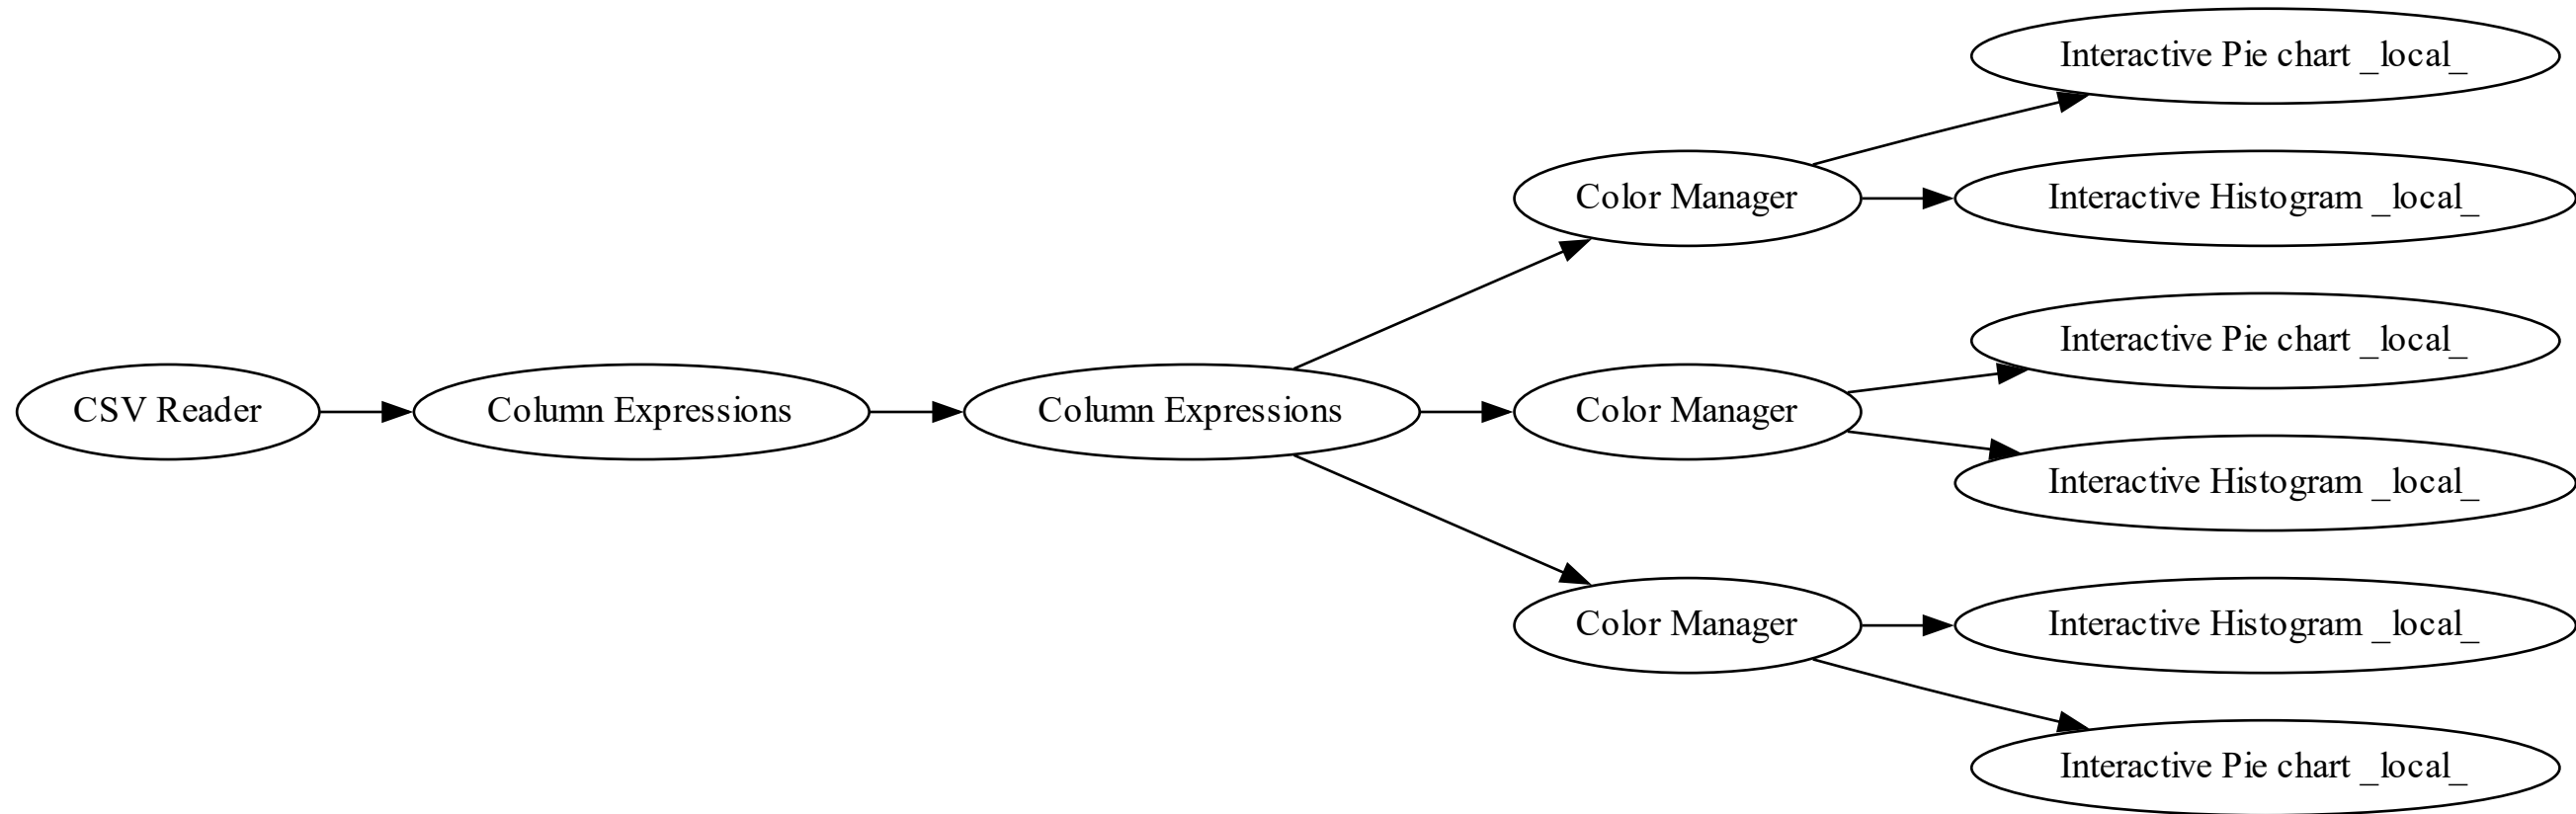 CSV Reader
Column Expressions
Column Expressions
Color Manager
Interactive Pie chart _local_
Interactive Histogram _local_
Color Manager
Interactive Pie chart _local_
Interactive Histogram _local_
Color Manager
Interactive Histogram _local_
Interactive Pie chart _local_